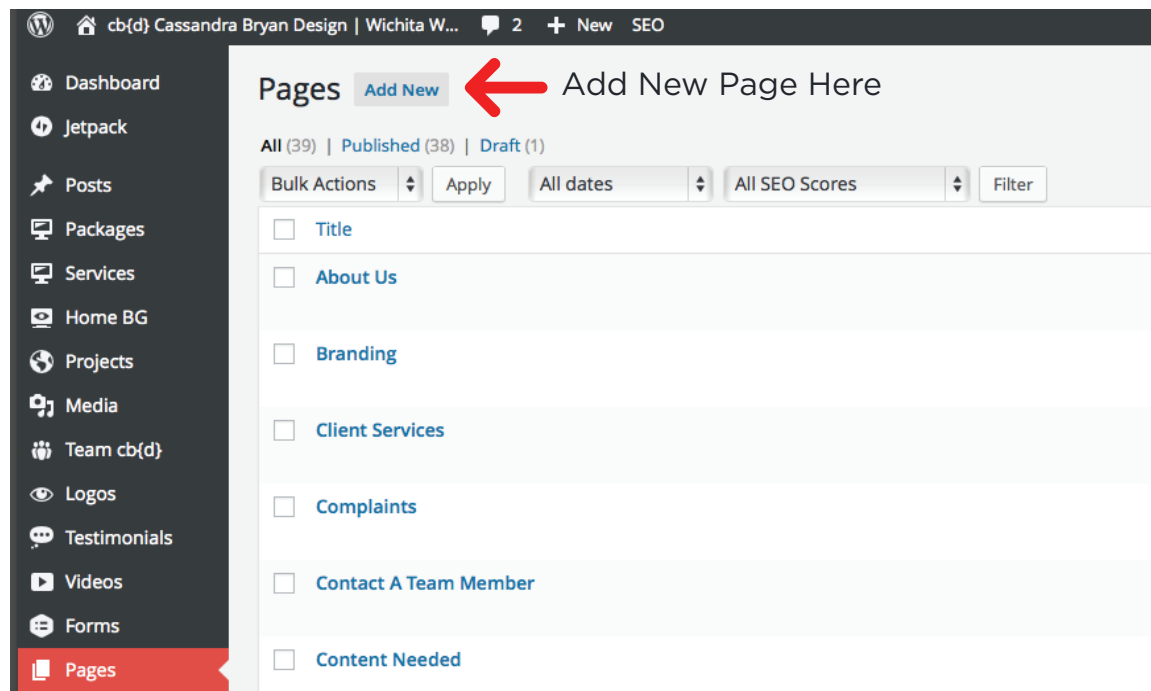 cb{d} Cassandra Bryan Design | Wichita W... 2 + New SEO
Dashboard
Jetpack
Posts
Packages
Services
Home BG
Projects
Media
Team cb{d}
Logos
Testimonials
Videos
Forms
Pages
Pages Add New Add New Page Here
All (39) | Published (38) | Draft (1)
Bulk Actions Apply All dates All SEO Scores Filter
Title
About Us
Branding
Client Services
Complaints
Contact A Team Member
Content Needed